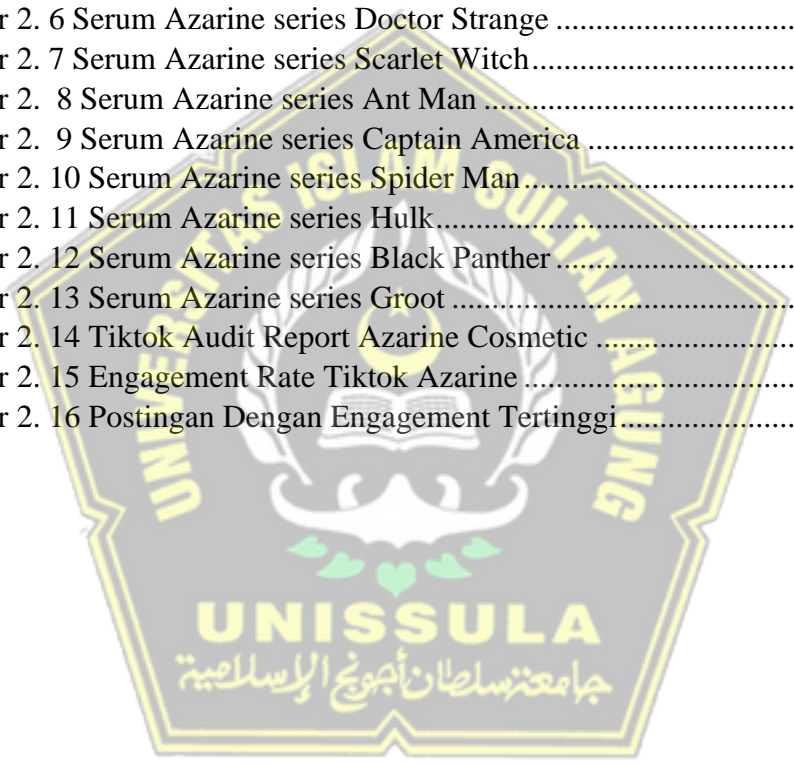 r 2. 6 Serum Azarine series Doctor Strange ..............................
r 2. 7 Serum Azarine series Scarlet Witch..................................
r 2.  8 Serum Azarine series Ant Man .......................................
r 2.  9 Serum Azarine series Captain America ..........................
r 2. 10 Serum Azarine series Spider Man...................................
r 2. 11 Serum Azarine series Hulk..............................................
r 2. 12 Serum Azarine series Black Panther ..............................
r 2. 13 Serum Azarine series Groot ............................................
r 2. 14 Tiktok Audit Report Azarine Cosmetic .........................
r 2. 15 Engagement Rate Tiktok Azarine ...................................
r 2. 16 Postingan Dengan Engagement Tertinggi......................
UNIVERSITAS ISLAM SULTAN AGUNG
UNISSULA
جامعة سلطان أجونج الإسلامية